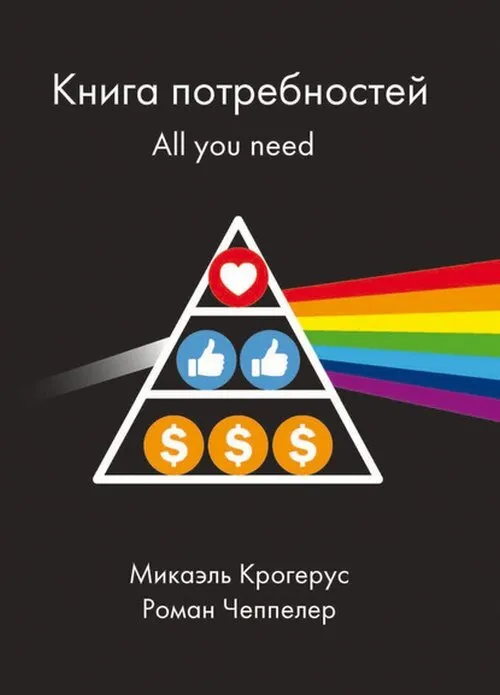 Книга потребностей
All you need
$ $ $
Микаэль Крогерус
Роман Чеппелер